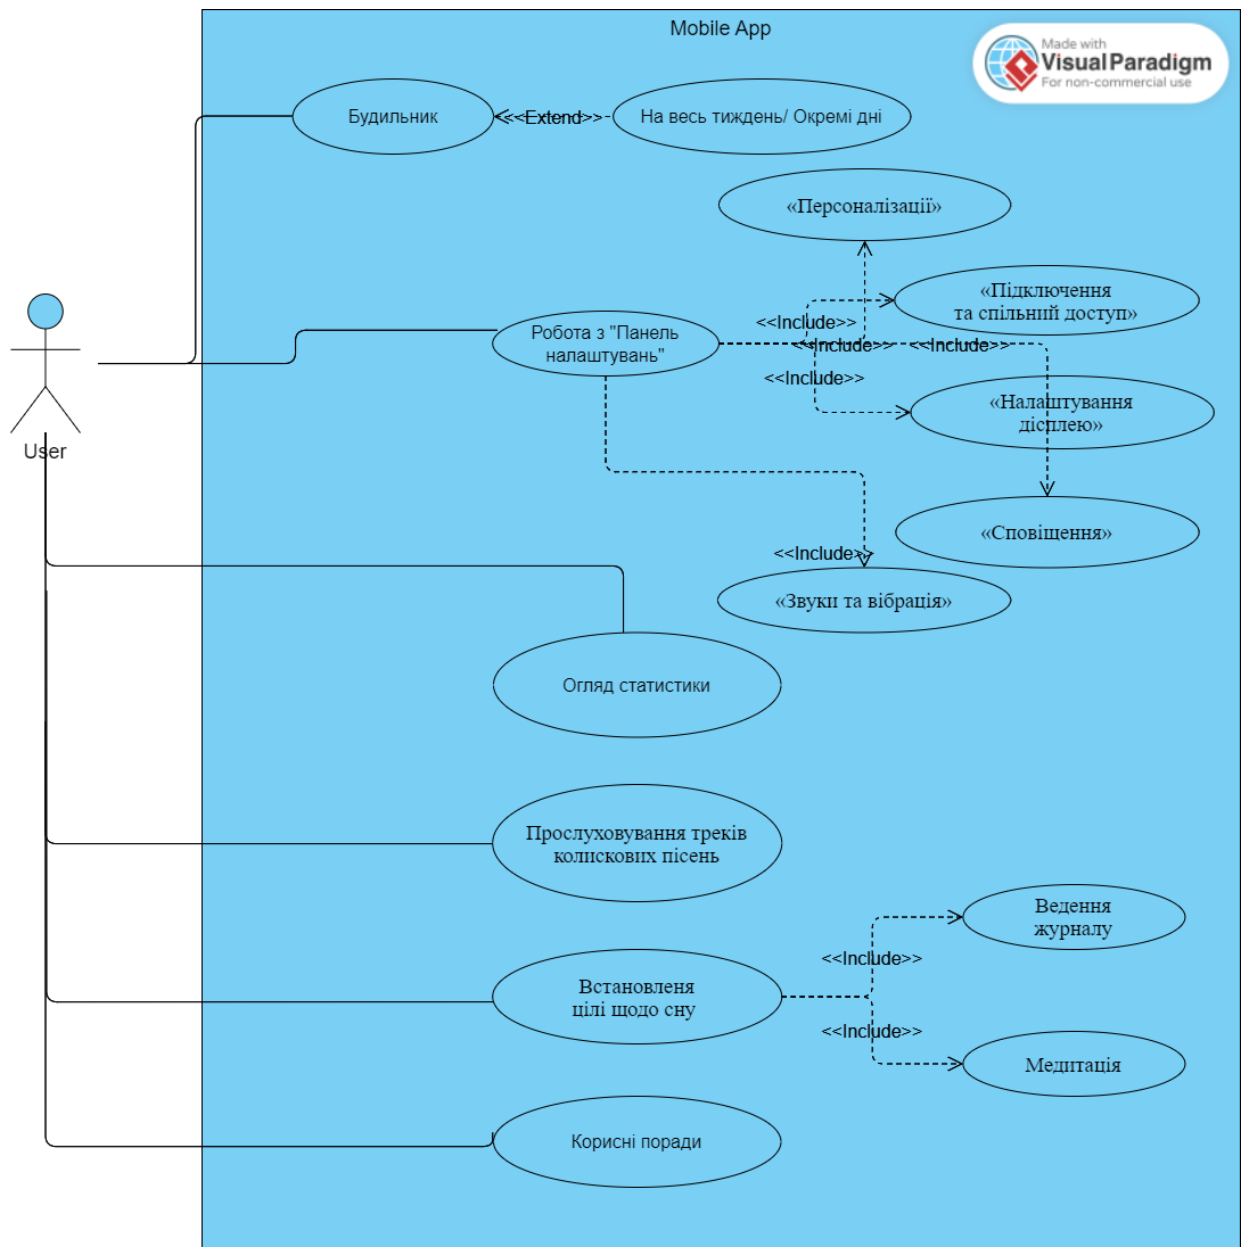 Mobile App
Made with
VisualParadigm
For non-commercial use
Будильник
<<Extend>>
На весь тиждень/ Окремі дні
«Персоналізації»
«Підключення
та спільний доступ»
<<Include>>
Робота з "Панель
налаштувань"
<<Include>>
<<Include>>
<<Include>>
«Налаштування
дісплею»
User
«Сповіщення»
<<Include>>
«Звуки та вібрація»
Огляд статистики
Прослуховування треків
колискових пісень
Ведення
журналу
<<Include>>
Встановленя
цілі щодо сну
<<Include>>
Медитація
Корисні поради